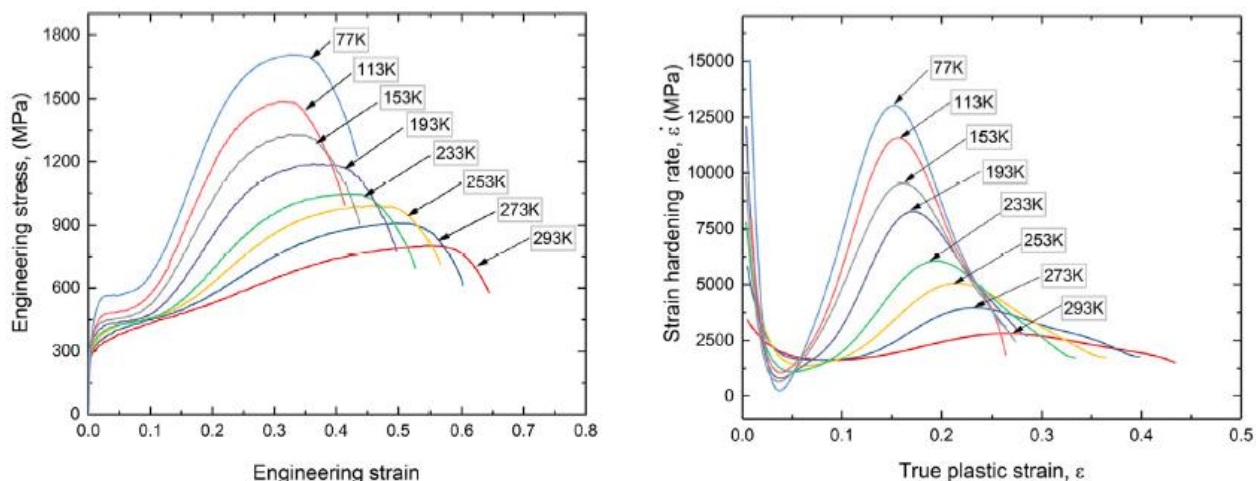 Engineering stress, (MPa)
1800
1500
1200
900
600
300
0
77K
113K
153K
193K
233K
253K
273K
293K
0.0 0.1 0.2 0.3 0.4 0.5 0.6 0.7 0.8
Engineering strain
Strain hardening rate, ε̇ (MPa)
15000
12500
10000
7500
5000
2500
0
77K
113K
153K
193K
233K
253K
273K
293K
0.0 0.1 0.2 0.3 0.4 0.5
True plastic strain, ε